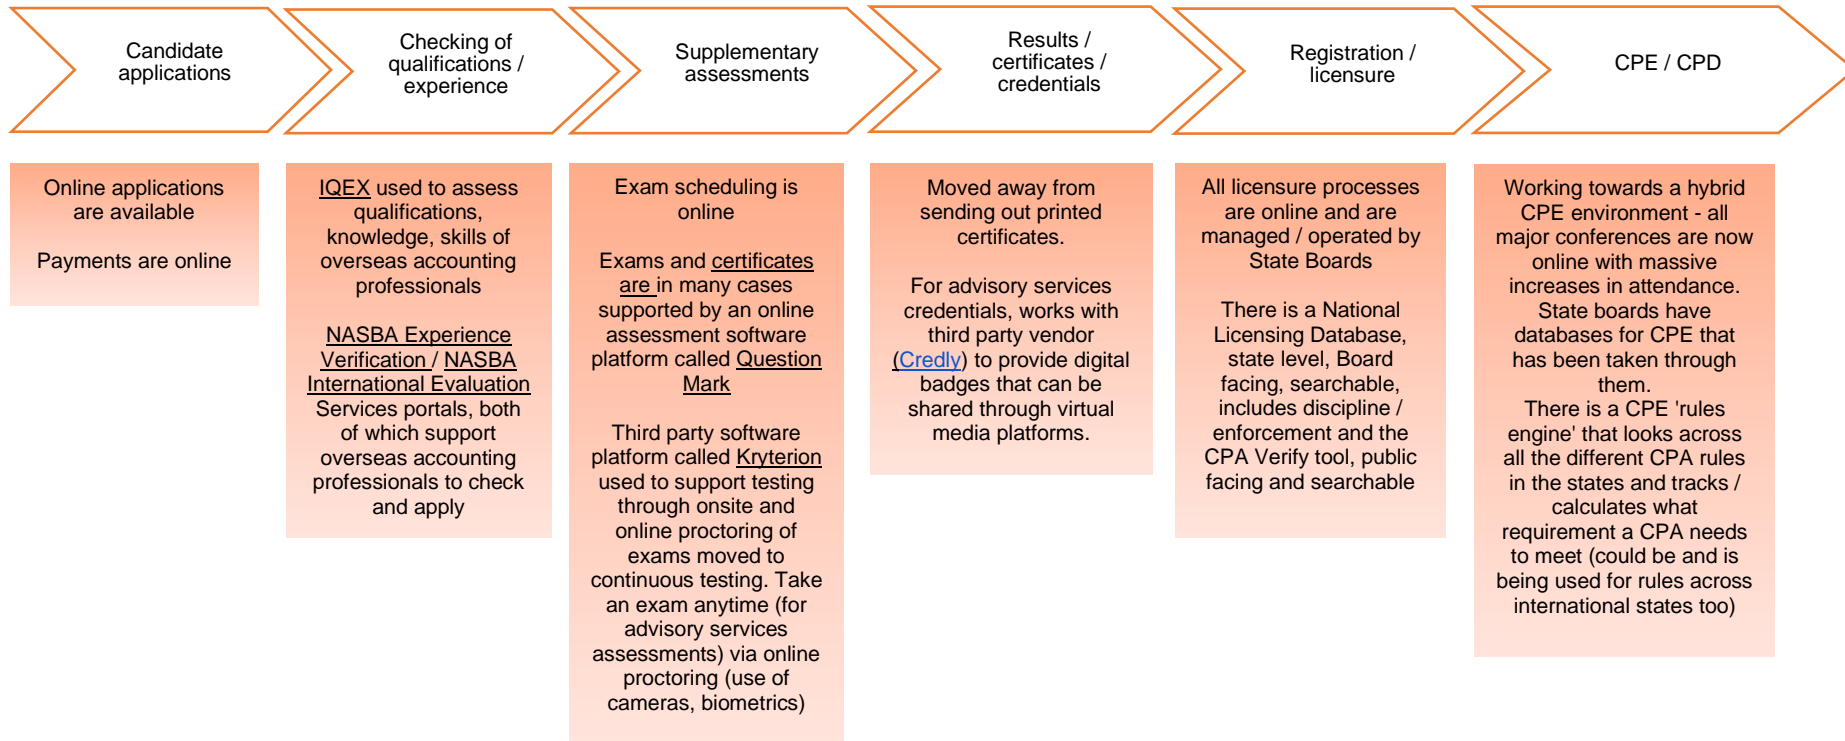 Candidate
applications
Checking of
qualifications /
experience
Supplementary
assessments
Results /
certificates /
credentials
Registration /
licensure
CPE / CPD
Online applications
are available
Payments are online
IQEX used to assess
qualifications,
knowledge, skills of
overseas accounting
professionals
NASBA Experience
Verification / NASBA
International Evaluation
Services portals, both
of which support
overseas accounting
professionals to check
and apply
Exam scheduling is
online
Exams and certificates
are in many cases
supported by an online
assessment software
platform called Question
Mark
Third party software
platform called Kryterion
used to support testing
through onsite and
online proctoring of
exams moved to
continuous testing. Take
an exam anytime (for
advisory services
assessments) via online
proctoring (use of
cameras, biometrics)
Moved away from
sending out printed
certificates.
For advisory services
credentials, works with
third party vendor
(Credly) to provide digital
badges that can be
shared through virtual
media platforms.
All licensure processes
are online and are
managed / operated by
State Boards
There is a National
Licensing Database,
state level, Board
facing, searchable,
includes discipline /
enforcement and the
CPA Verify tool, public
facing and searchable
Working towards a hybrid
CPE environment - all
major conferences are now
online with massive
increases in attendance.
State boards have
databases for CPE that
has been taken through
them.
There is a CPE 'rules
engine' that looks across
all the different CPA rules
in the states and tracks /
calculates what
requirement a CPA needs
to meet (could be and is
being used for rules across
international states too)